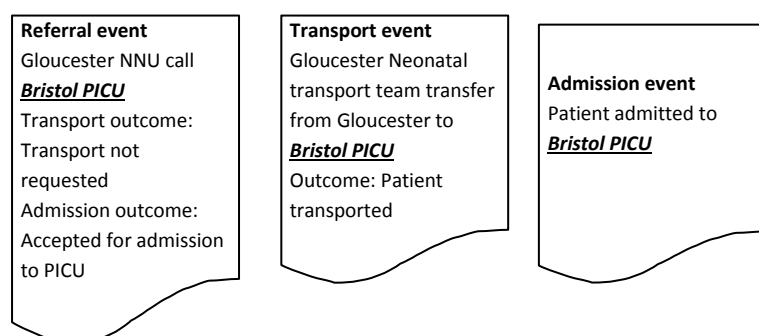 Referral event
Gloucester NNU call
Bristol PICU
Transport outcome:
Transport not
requested
Admission outcome:
Accepted for admission
to PICU
Transport event
Gloucester Neonatal
transport team transfer
from Gloucester to
Bristol PICU
Outcome: Patient
transported
Admission event
Patient admitted to
Bristol PICU